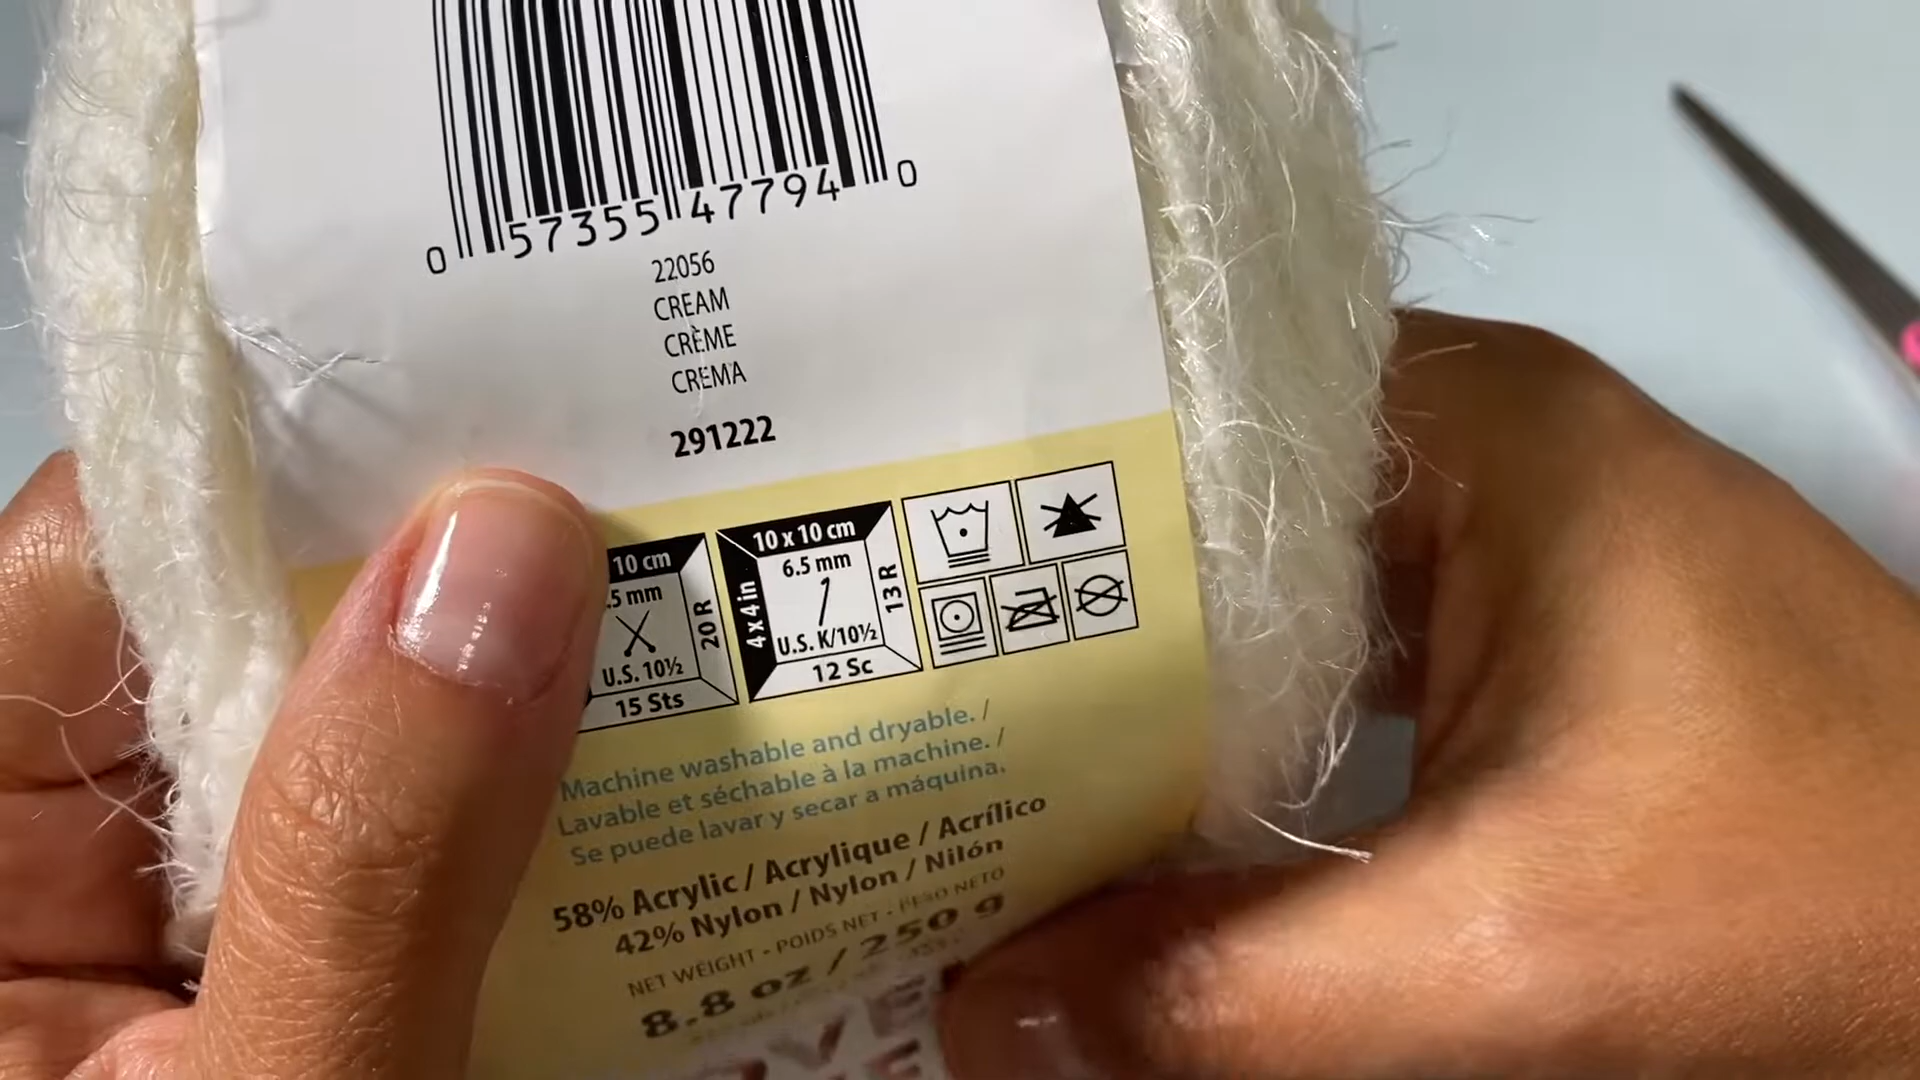 0 57355 47794 0
22056
CREAM
CRÈME
CREMA
291222
10 cm
.5 mm
20 R
U.S. 10½
15 Sts
10 x 10 cm
4 x 4 in
6.5 mm
13 R
U.S. K/10½
12 Sc
Machine washable and dryable. /
Lavable et séchable à la machine. /
Se puede lavar y secar a máquina.
58% Acrylic / Acrylique / Acrílico
42% Nylon / Nylon / Nilón
NET WEIGHT - POIDS NET - PESO NETO
8.8 oz / 250 g